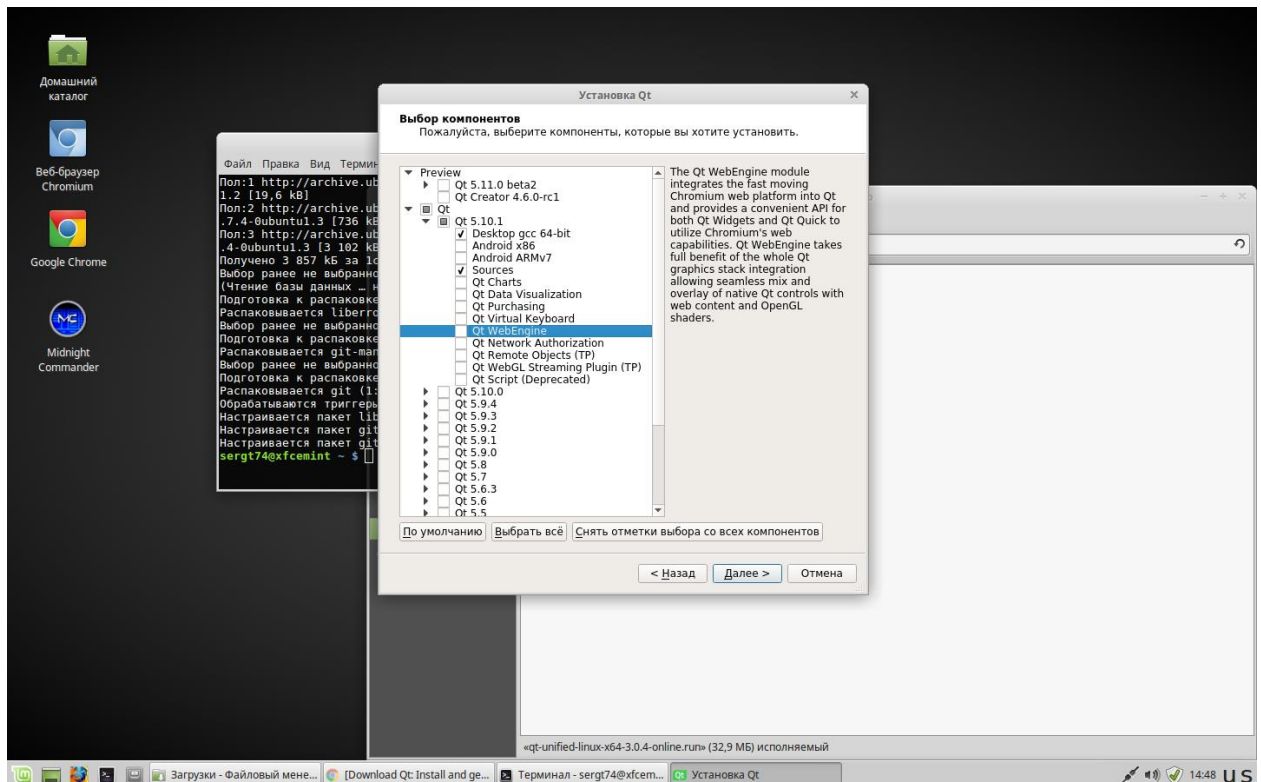 Домашний
каталог
Веб-браузер
Chromium
Google Chrome
Midnight
Commander
Файл Правка Вид Термин
Пол:1 http://archive.ub
1.2 [19,6 kB]
Пол:2 http://archive.ub
.7.4-0ubuntu1.3 [736 kB
Пол:3 http://archive.ub
.4-0ubuntu1.3 [3 102 kB
Получено 3 857 kБ за 1с
Выбор ранее не выбранно
(Чтение базы данных … н
Подготовка к распаковке
Распаковывается liberro
Выбор ранее не выбранно
Подготовка к распаковке
Распаковывается git-man
Выбор ранее не выбранно
Подготовка к распаковке
Распаковывается git (1:
Обрабатываются триггеры
Настраивается пакет lib
Настраивается пакет git
Настраивается пакет git
sergt74@xfcemint ~ $
Установка Qt
Выбор компонентов
Пожалуйста, выберите компоненты, которые вы хотите установить.
Preview
Qt 5.11.0 beta2
Qt Creator 4.6.0-rc1
Qt
Qt 5.10.1
Desktop gcc 64-bit
Android x86
Android ARMv7
Sources
Qt Charts
Qt Data Visualization
Qt Purchasing
Qt Virtual Keyboard
Qt WebEngine
Qt Network Authorization
Qt Remote Objects (TP)
Qt WebGL Streaming Plugin (TP)
Qt Script (Deprecated)
Qt 5.10.0
Qt 5.9.4
Qt 5.9.3
Qt 5.9.2
Qt 5.9.1
Qt 5.9.0
Qt 5.8
Qt 5.7
Qt 5.6.3
Qt 5.6
Qt 5.5
The Qt WebEngine module
integrates the fast moving
Chromium web platform into Qt
and provides a convenient API for
both Qt Widgets and Qt Quick to
utilize Chromium's web
capabilities. Qt WebEngine takes
full benefit of the whole Qt
graphics stack integration
allowing seamless mix and
overlay of native Qt controls with
web content and OpenGL
shaders.
По умолчанию Выбрать всё Снять отметки выбора со всех компонентов
< Назад Далее > Отмена
«qt-unified-linux-x64-3.0.4-online.run» (32,9 МБ) исполняемый
Загрузки - Файловый мене... [Download Qt: Install and ge... Терминал - sergt74@xfcem... Установка Qt 14:48 US